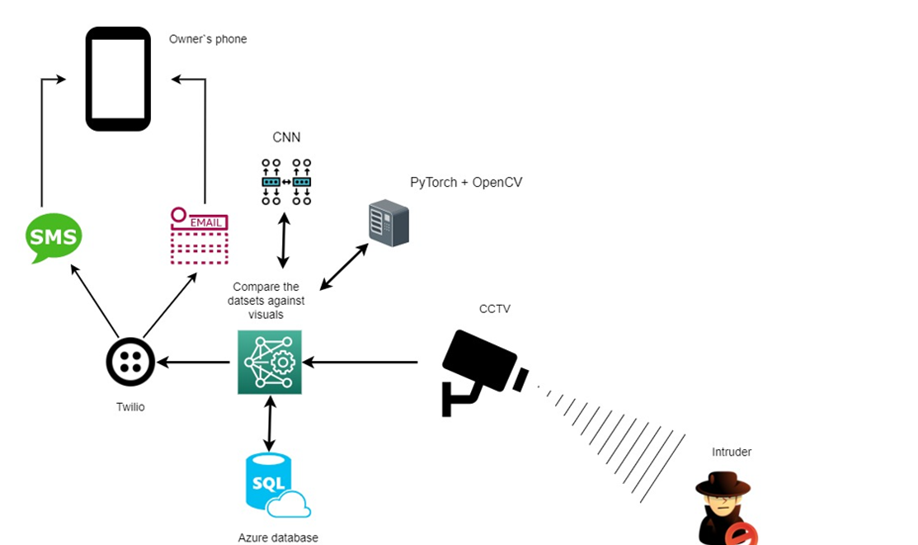 Owner's phone
CNN
PyTorch + OpenCV
SMS
EMAIL
Compare the
datsets against
visuals
CCTV
Twilio
Intruder
SQL
Azure database